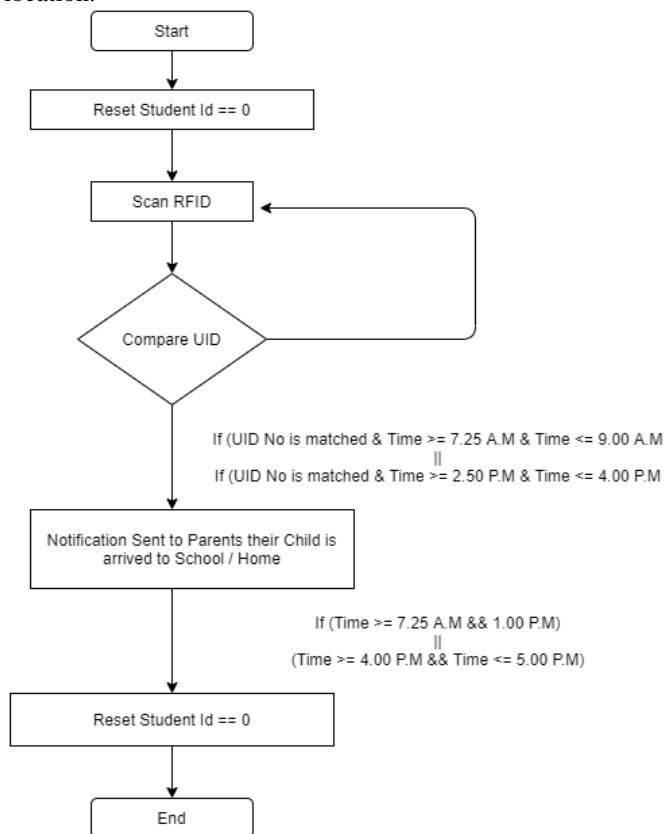 location.
Start
Reset Student Id == 0
Scan RFID
Compare UID
If (UID No is matched & Time >= 7.25 A.M & Time <= 9.00 A.M
||
If (UID No is matched & Time >= 2.50 P.M & Time <= 4.00 P.M
Notification Sent to Parents their Child is
arrived to School / Home
If (Time >= 7.25 A.M && 1.00 P.M)
||
(Time >= 4.00 P.M && Time <= 5.00 P.M)
Reset Student Id == 0
End